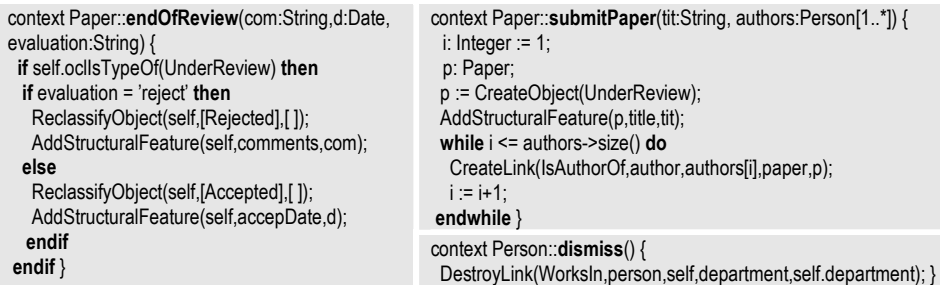 context Paper::endOfReview(com:String,d:Date,
evaluation:String) {
if self.oclIsTypeOf(UnderReview) then
if evaluation = ’reject’ then
ReclassifyObject(self,[Rejected],[ ]);
AddStructuralFeature(self,comments,com);
else
ReclassifyObject(self,[Accepted],[ ]);
AddStructuralFeature(self,accepDate,d);
endif
endif }
context Paper::submitPaper(tit:String, authors:Person[1..*]) {
i: Integer := 1;
p: Paper;
p := CreateObject(UnderReview);
AddStructuralFeature(p,title,tit);
while i <= authors->size() do
CreateLink(IsAuthorOf,author,authors[i],paper,p);
i := i+1;
endwhile }
context Person::dismiss() {
DestroyLink(WorksIn,person,self,department,self.department); }